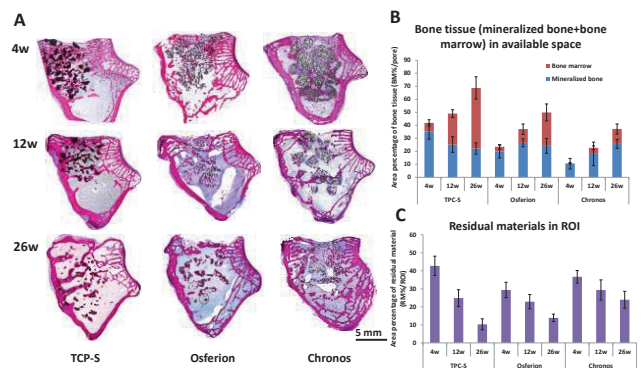 A
4w
12w
26w
TCP-S
Osferion
Chronos
5 mm
B
Bone tissue (mineralized bone+bone
marrow) in available space
Area percentage of bone tissue (BM%/pore)
90
80
70
60
50
40
30
20
10
0
Bone marrow
Mineralized bone
4w 12w 26w 4w 12w 26w 4w 12w 26w
TPC-S Osferion Chronos
C
Residual materials in ROI
Area percentage of residual material
(RM%/ROI)
60
50
40
30
20
10
0
4w 12w 26w 4w 12w 26w 4w 12w 26w
TCP-S Osferion Chronos